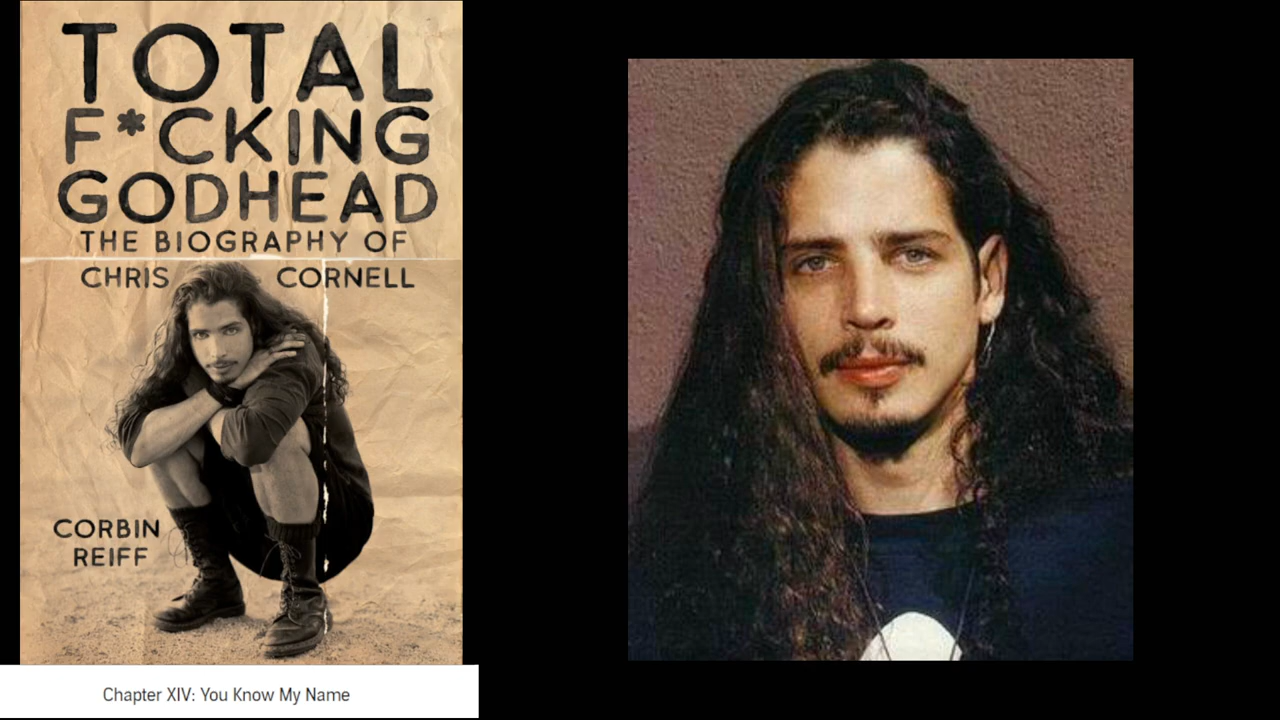 TOTAL
F*CKING
GODHEAD
THE BIOGRAPHY OF
CHRIS CORNELL
CORBIN
REIFF
Chapter XIV: You Know My Name